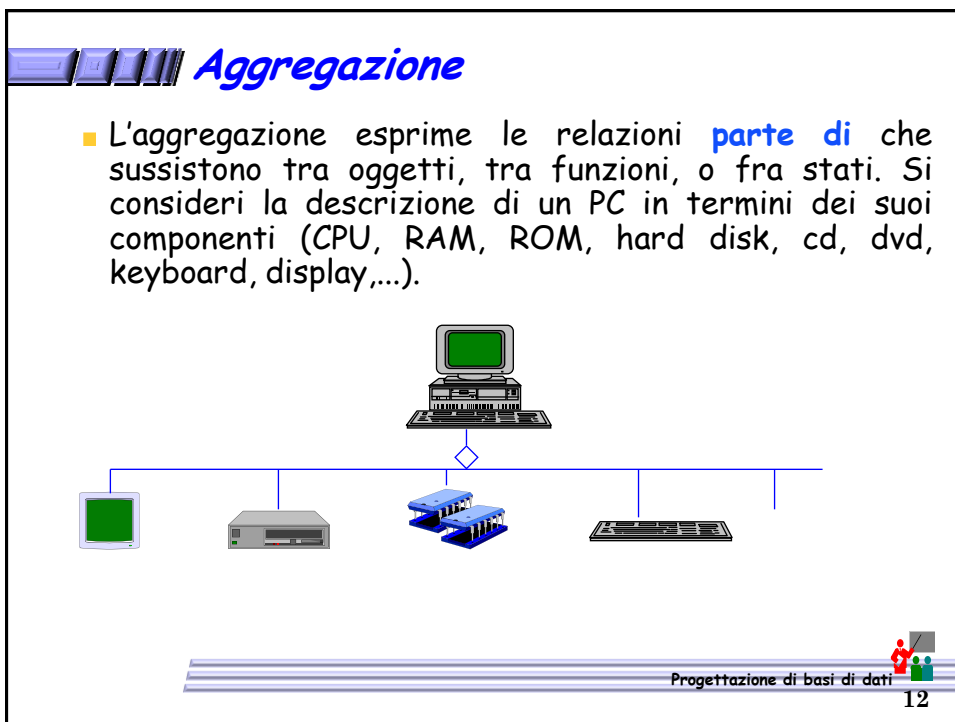 Aggregazione
L'aggregazione esprime le relazioni parte di che
sussistono tra oggetti, tra funzioni, o fra stati. Si
consideri la descrizione di un PC in termini dei suoi
componenti (CPU, RAM, ROM, hard disk, cd, dvd,
keyboard, display,...).
Progettazione di basi di dati
12